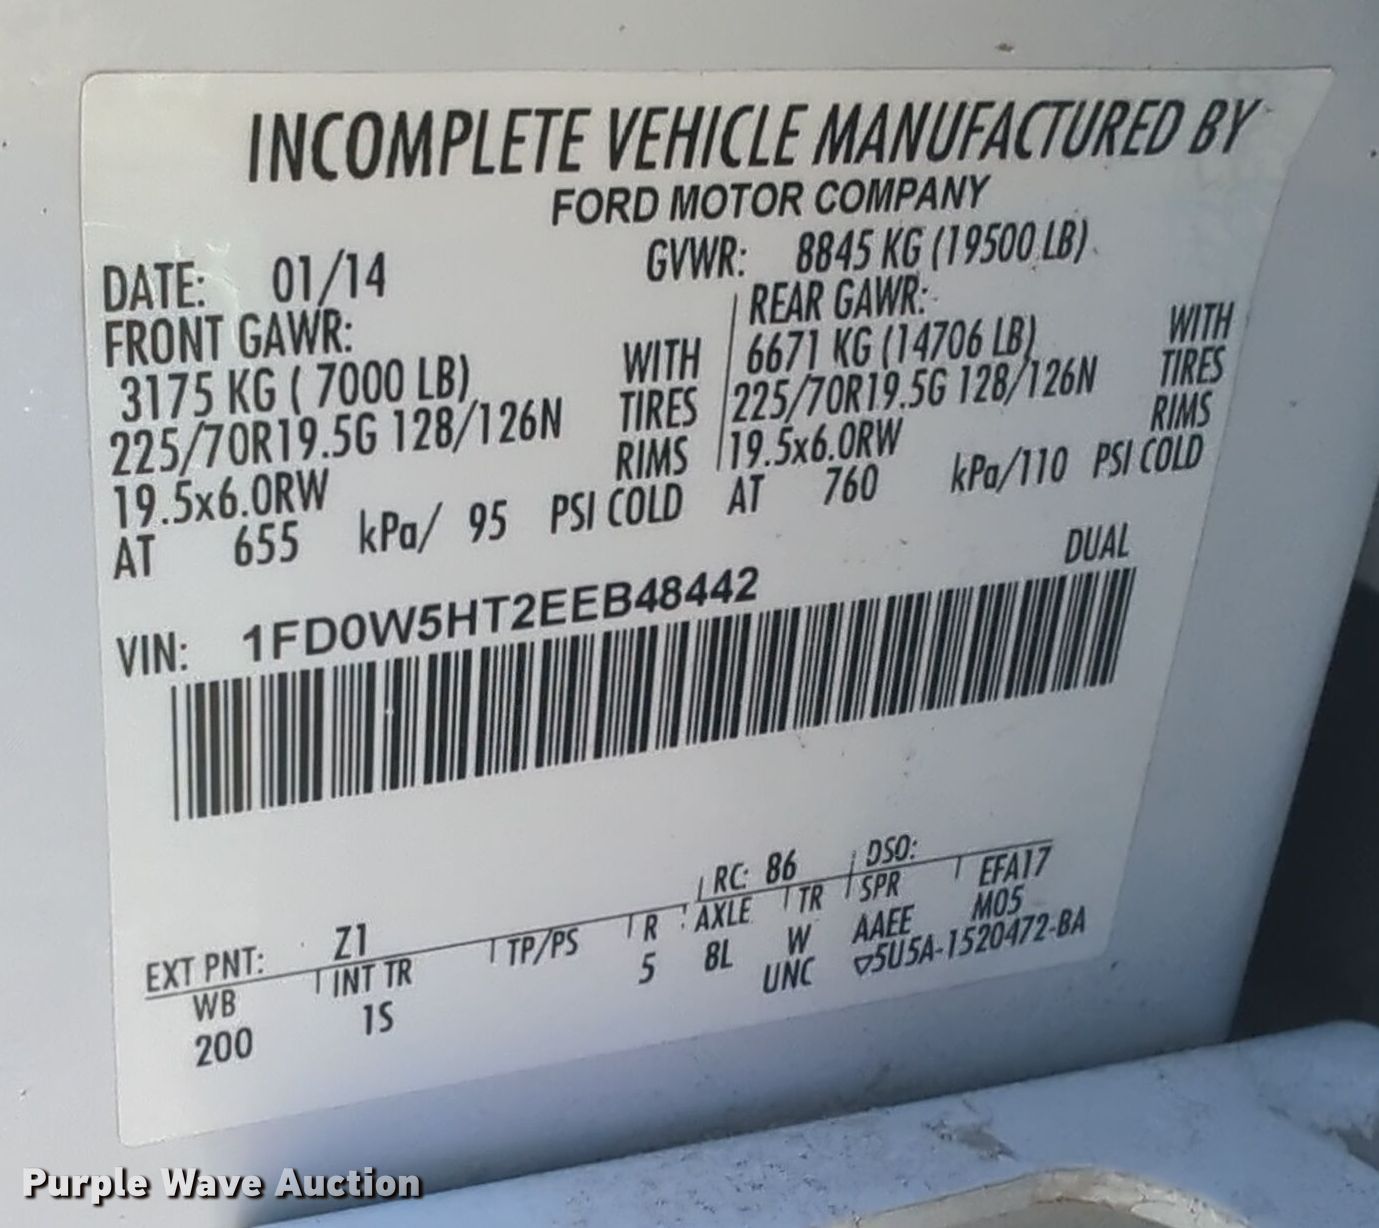 INCOMPLETE VEHICLE MANUFACTURED BY
FORD MOTOR COMPANY
DATE: 01/14 GVWR: 8845 KG (19500 LB)
FRONT GAWR: REAR GAWR:
3175 KG ( 7000 LB) WITH 6671 KG (14706 LB) WITH
225/70R19.5G 128/126N TIRES 225/70R19.5G 128/126N TIRES
19.5x6.0RW RIMS 19.5x6.0RW RIMS
AT 655 kPa/ 95 PSI COLD AT 760 kPa/110 PSI COLD
DUAL
VIN: 1FD0W5HT2EEB48442
EXT PNT: Z1 RC: 86 DSO:
WB INT TR TP/PS R AXLE TR SPR EFA17
200 1S 5 8L W AAEE M05
UNC ▽5U5A-1520472-BA
Purple Wave Auction